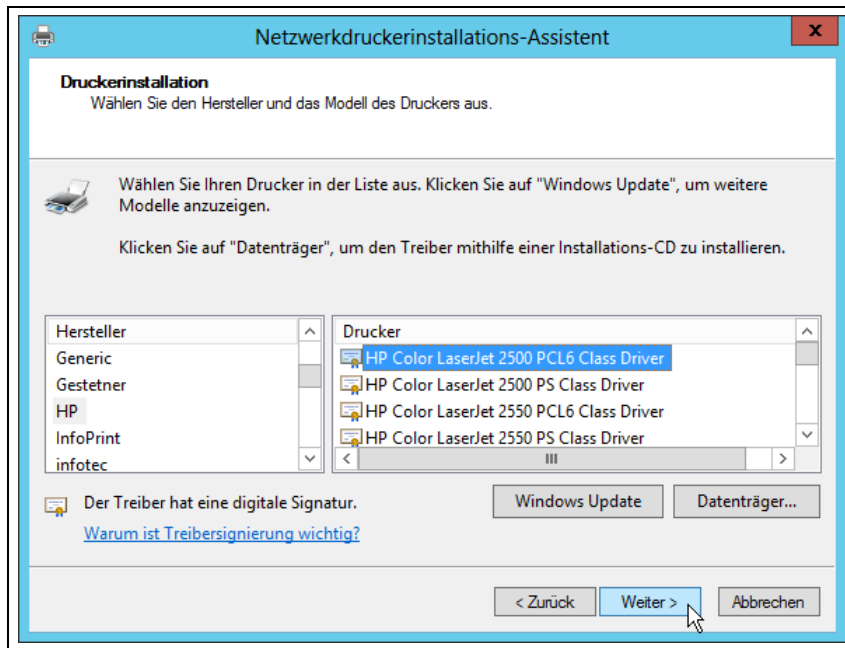 Netzwerkdruckerinstallations-Assistent
x
Druckerinstallation
Wählen Sie den Hersteller und das Modell des Druckers aus.
Wählen Sie Ihren Drucker in der Liste aus. Klicken Sie auf "Windows Update", um weitere
Modelle anzuzeigen.
Klicken Sie auf "Datenträger", um den Treiber mithilfe einer Installations-CD zu installieren.
Hersteller
Generic
Gestetner
HP
InfoPrint
infotec
Drucker
HP Color LaserJet 2500 PCL6 Class Driver
HP Color LaserJet 2500 PS Class Driver
HP Color LaserJet 2550 PCL6 Class Driver
HP Color LaserJet 2550 PS Class Driver
Der Treiber hat eine digitale Signatur.
Warum ist Treibersignierung wichtig?
Windows Update
Datenträger...
< Zurück
Weiter >
Abbrechen